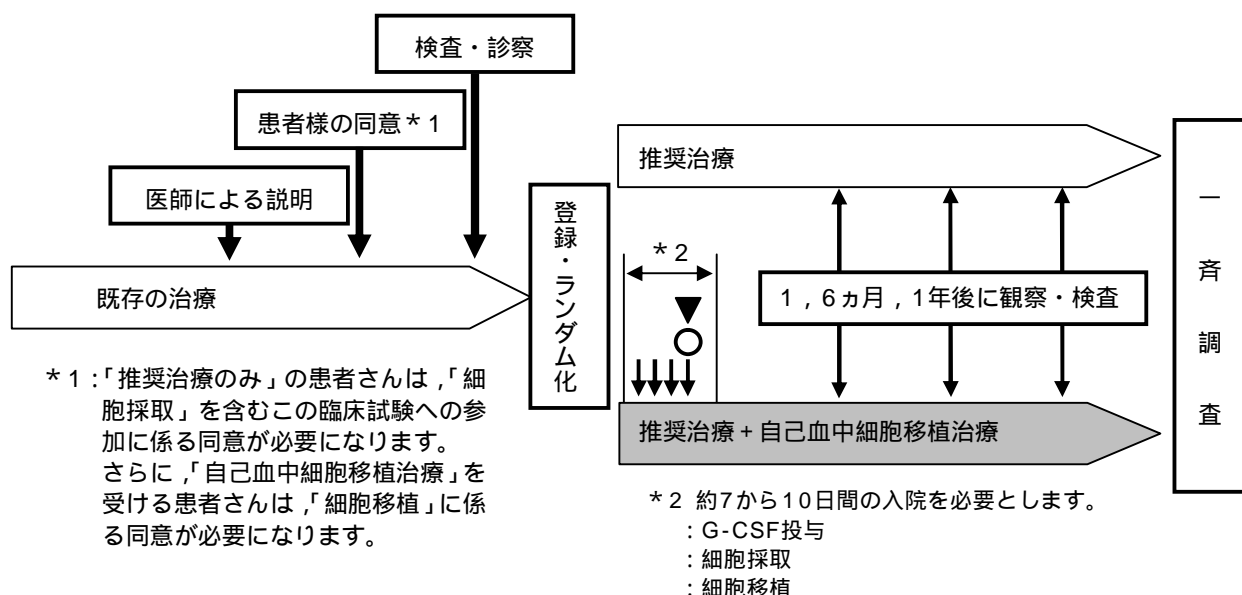 検査・診察
患者様の同意*1
医師による説明
既存の治療
登録・ランダム化
推奨治療
*2
1,6ヵ月,1年後に観察・検査
推奨治療+自己血中細胞移植治療
一斉調査
*1:「推奨治療のみ」の患者さんは,「細
胞採取」を含むこの臨床試験への参
加に係る同意が必要になります。
さらに,「自己血中細胞移植治療」を
受ける患者さんは,「細胞移植」に係
る同意が必要になります。
*2 約7から10日間の入院を必要とします。
:G-CSF投与
:細胞採取
:細胞移植